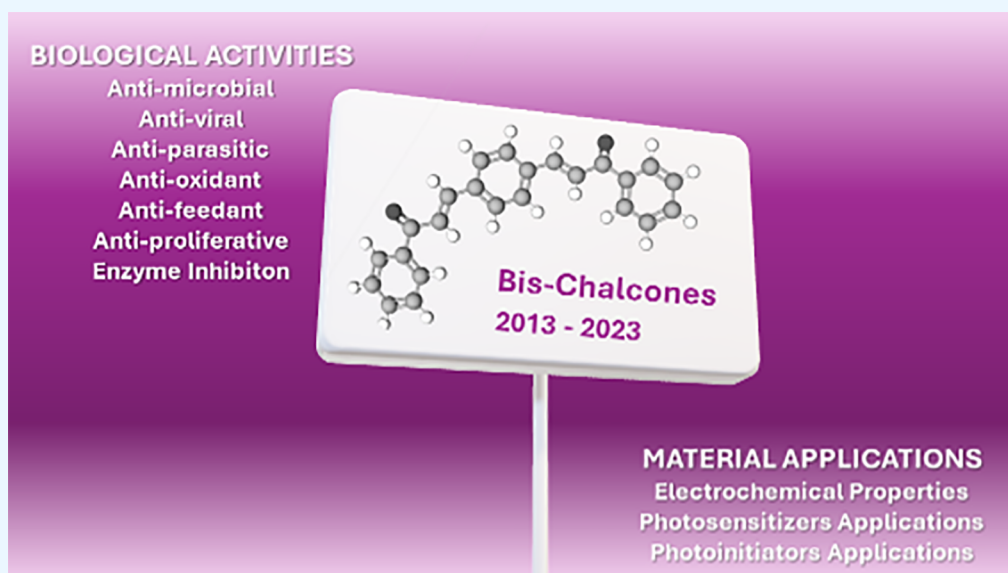 BIOLOGICAL ACTIVITIES
Anti-microbial
Anti-viral
Anti-parasitic
Anti-oxidant
Anti-feedant
Anti-proliferative
Enzyme Inhibiton
Bis-Chalcones
2013 - 2023
MATERIAL APPLICATIONS
Electrochemical Properties
Photosensitizers Applications
Photoinitiators Applications